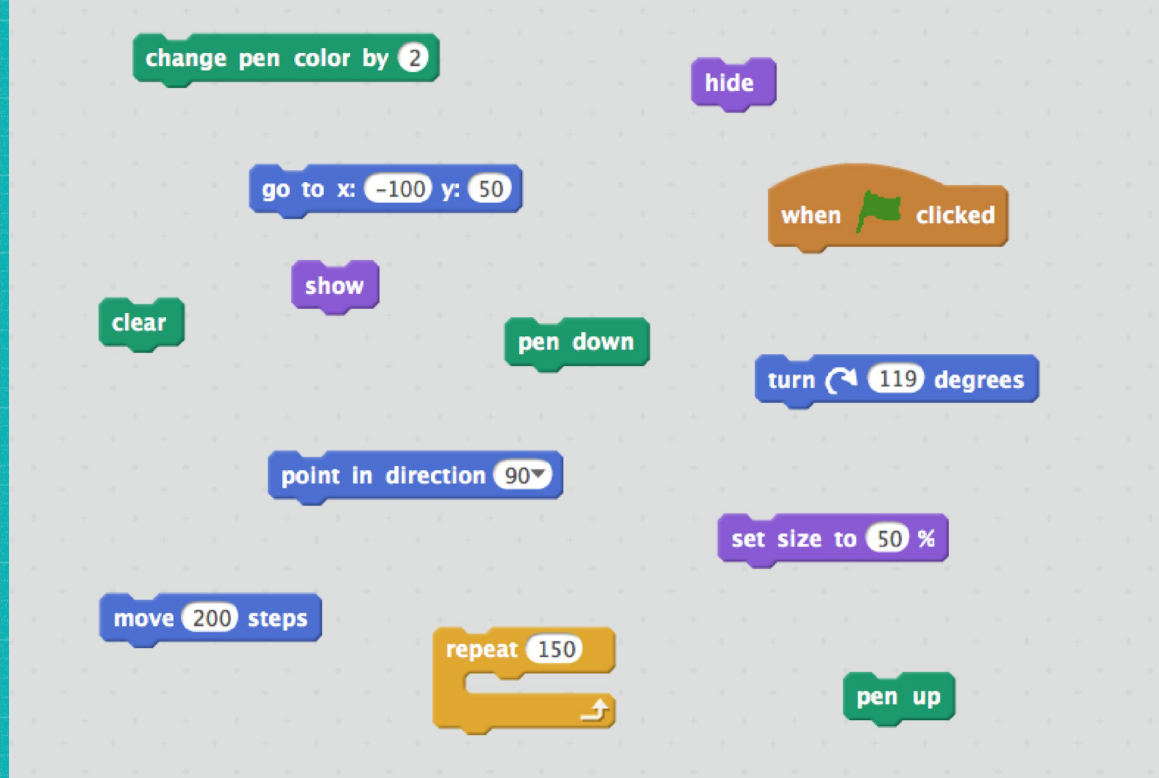 change pen color by 2
hide
go to x: -100 y: 50
when clicked
show
clear
pen down
turn 119 degrees
point in direction 90
set size to 50 %
move 200 steps
repeat 150
pen up